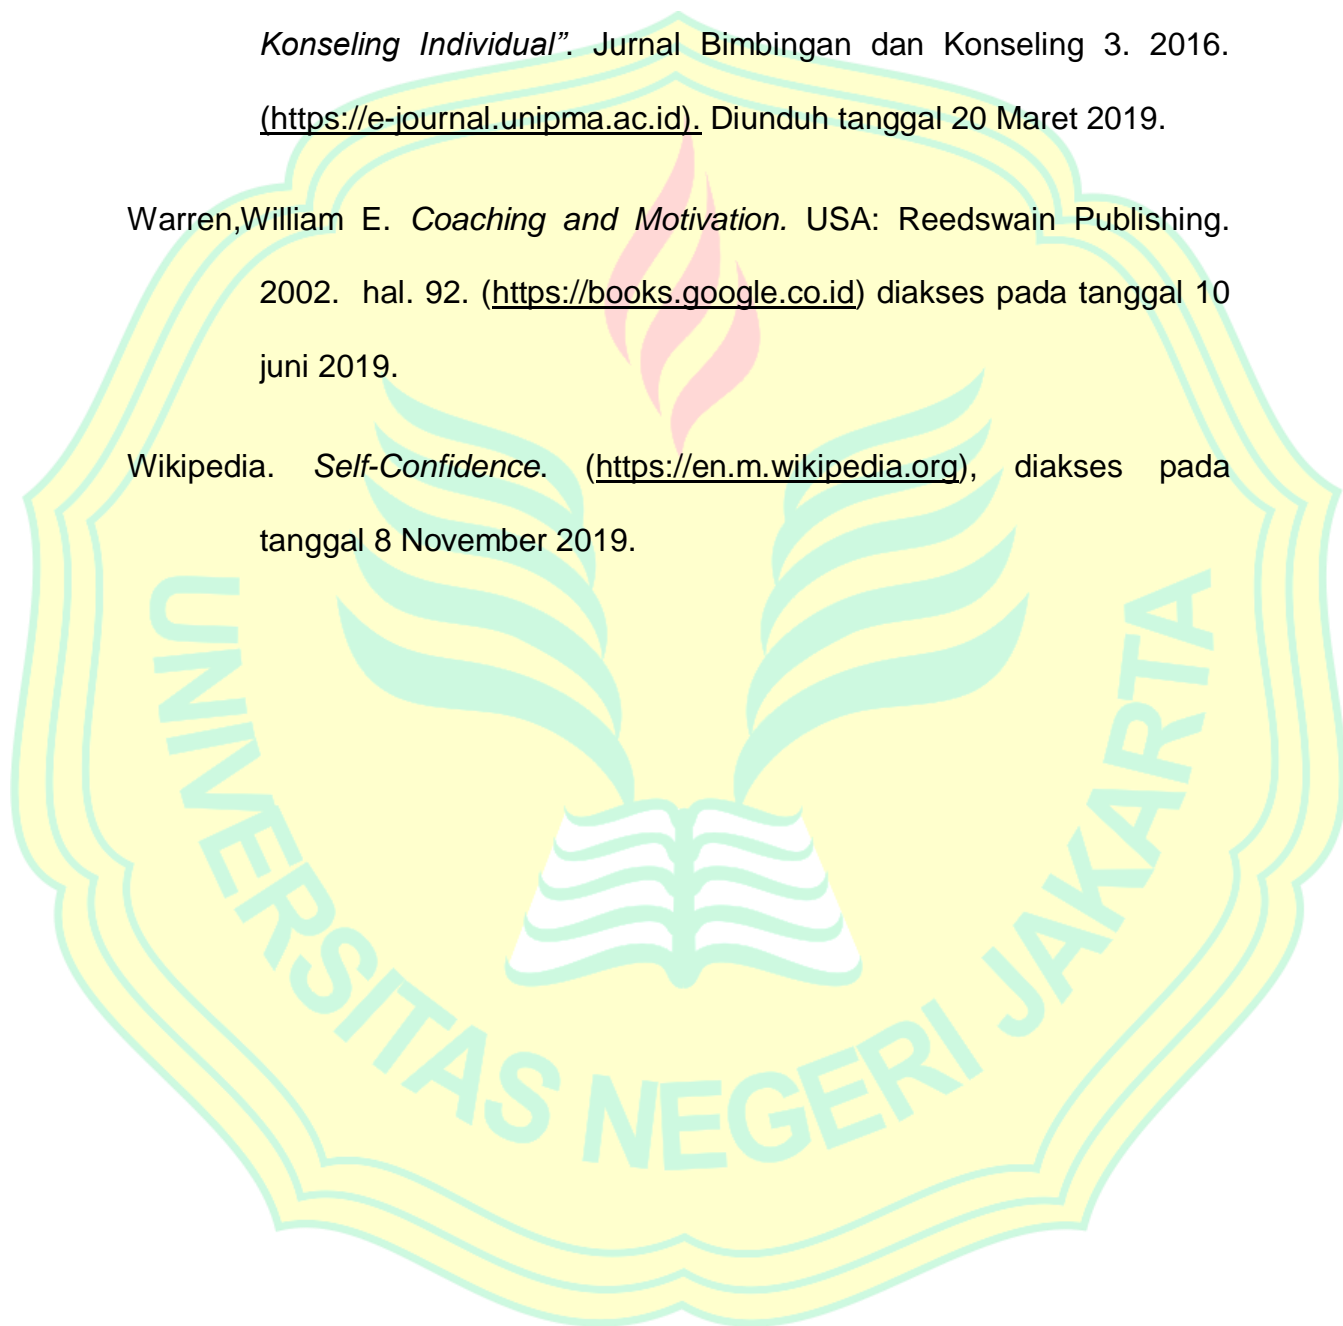 Konseling Individual”. Jurnal Bimbingan dan Konseling 3. 2016.
(https://e-journal.unipma.ac.id). Diunduh tanggal 20 Maret 2019.
Warren,William E. Coaching and Motivation. USA: Reedswain Publishing.
2002. hal. 92. (https://books.google.co.id) diakses pada tanggal 10
juni 2019.
Wikipedia. Self-Confidence. (https://en.m.wikipedia.org), diakses pada
tanggal 8 November 2019.
UNIVERSITAS NEGERI JAKARTA